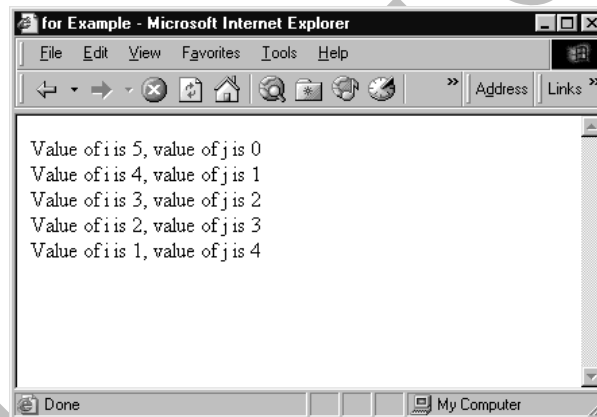 for Example - Microsoft Internet Explorer
File Edit View Favorites Tools Help
» Address Links »
Value of i is 5, value of j is 0
Value of i is 4, value of j is 1
Value of i is 3, value of j is 2
Value of i is 2, value of j is 3
Value of i is 1, value of j is 4
Done My Computer